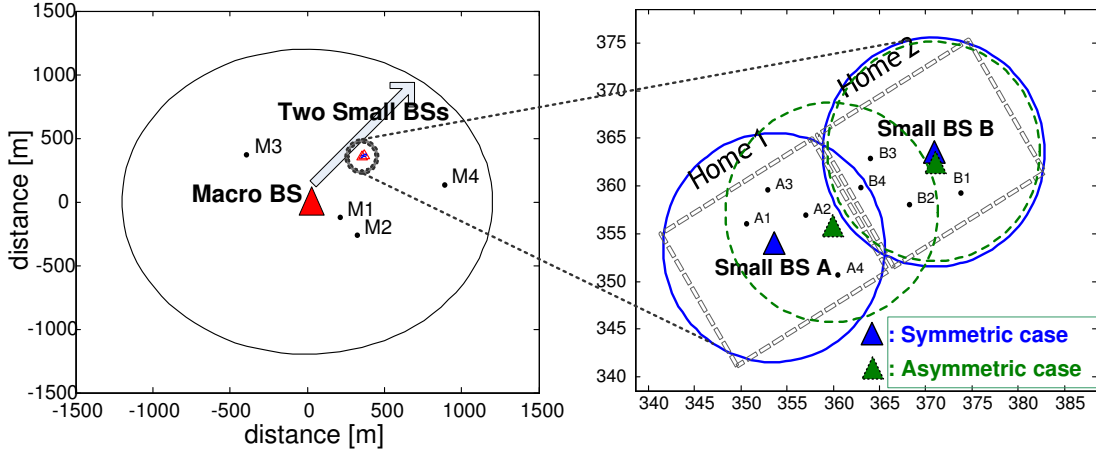 1500
1000
500
0
-500
-1000
-1500
-1500
-1000
-500
0
500
1000
1500
distance [m]
distance [m]
Two Small BSs
Macro BS
M3
M4
M1
M2
375
370
365
360
355
350
345
340
340
345
350
355
360
365
370
375
380
385
Home 2
Home 1
Small BS B
B3
B4
B1
B2
A3
A1
A2
A4
Small BS A
: Symmetric case
: Asymmetric case